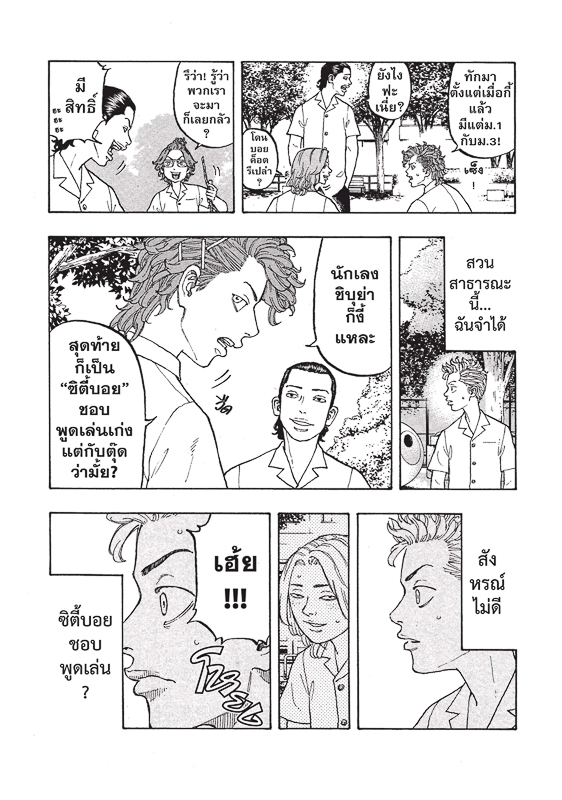 ทักมา
ตั้งแต่เมื่อกี้
แล้ว
มีแต่ม.1
กับม.3!
เซ็ง
!
ยังไง
ฟะ
เนี่ย?
โดน
บอย
ค็อต
รึเปล่า
?
รึว่า! รู้ว่า
พวกเรา
จะมา
ก็เลยกลัว
?
มี
สิทธิ์
ฮะ
ฮะ
ฮะ
สวน
สาธารณะ
นี้...
ฉันจำได้
นักเลง
ชิบุย่า
ก็งี้
แหละ
สุดท้าย
ก็เป็น
“ซิตี้บอย”
ชอบ
พูดเล่นเก่ง
แต่กับตุ๊ด
ว่ามั้ย?
สัง
หรณ์
ไม่ดี
เฮ้ย
!!!
ซิตี้บอย
ชอบ
พูดเล่น
?